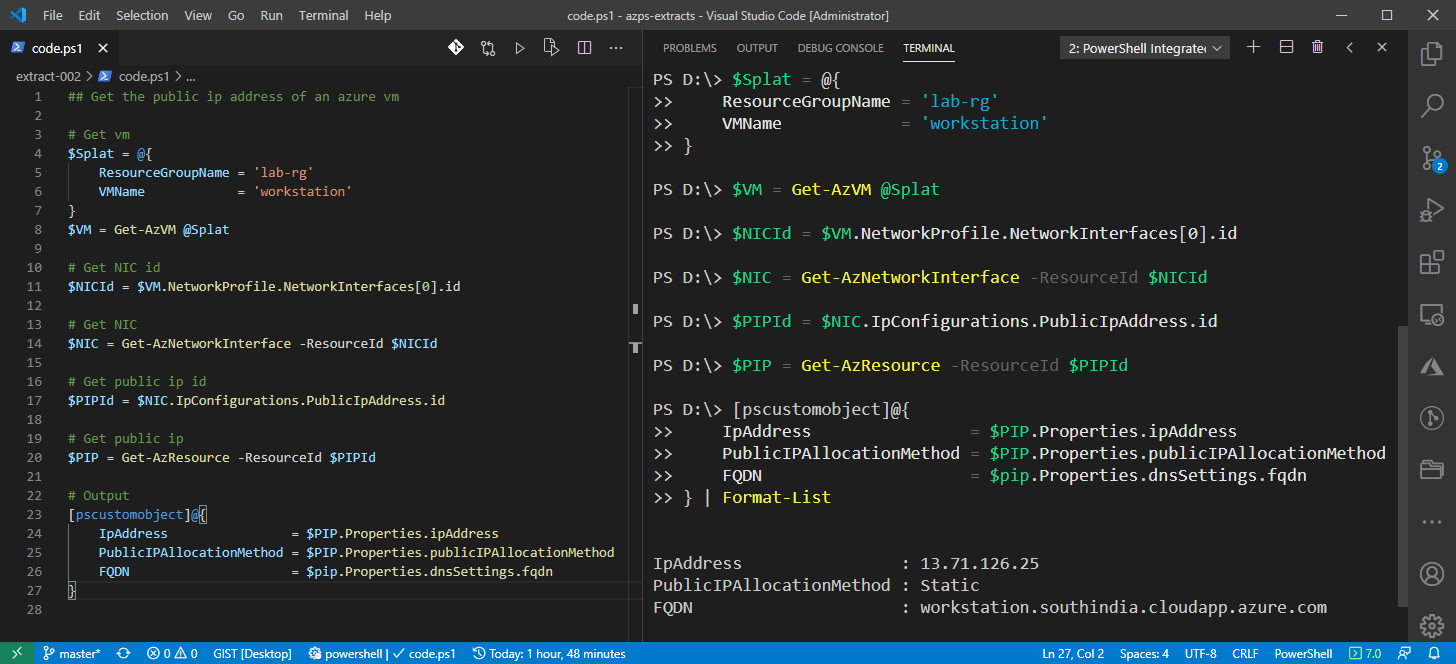 File Edit Selection View Go Run Terminal Help
code.ps1 - azps-extracts - Visual Studio Code [Administrator]
code.ps1
extract-002 > code.ps1 > ...
1 ## Get the public ip address of an azure vm
2
3 # Get vm
4 $Splat = @{
5     ResourceGroupName = 'lab-rg'
6     VMName            = 'workstation'
7 }
8 $VM = Get-AzVM @Splat
9
10 # Get NIC id
11 $NICId = $VM.NetworkProfile.NetworkInterfaces[0].id
12
13 # Get NIC
14 $NIC = Get-AzNetworkInterface -ResourceId $NICId
15
16 # Get public ip id
17 $PIPId = $NIC.IpConfigurations.PublicIpAddress.id
18
19 # Get public ip
20 $PIP = Get-AzResource -ResourceId $PIPId
21
22 # Output
23 [pscustomobject]@{
24     IpAddress                = $PIP.Properties.ipAddress
25     PublicIPAllocationMethod = $PIP.Properties.publicIPAllocationMethod
26     FQDN                     = $pip.Properties.dnsSettings.fqdn
27 }
28
PROBLEMS OUTPUT DEBUG CONSOLE TERMINAL
2: PowerShell Integrate
PS D:\> $Splat = @{
>>     ResourceGroupName = 'lab-rg'
>>     VMName            = 'workstation'
>> }
PS D:\> $VM = Get-AzVM @Splat
PS D:\> $NICId = $VM.NetworkProfile.NetworkInterfaces[0].id
PS D:\> $NIC = Get-AzNetworkInterface -ResourceId $NICId
PS D:\> $PIPId = $NIC.IpConfigurations.PublicIpAddress.id
PS D:\> $PIP = Get-AzResource -ResourceId $PIPId
PS D:\> [pscustomobject]@{
>>     IpAddress                = $PIP.Properties.ipAddress
>>     PublicIPAllocationMethod = $PIP.Properties.publicIPAllocationMethod
>>     FQDN                     = $pip.Properties.dnsSettings.fqdn
>> } | Format-List
IpAddress                : 13.71.126.25
PublicIPAllocationMethod : Static
FQDN                     : workstation.southindia.cloudapp.azure.com
2
master* 0 0 GIST [Desktop] powershell | ✓ code.ps1 Today: 1 hour, 48 minutes Ln 27, Col 2 Spaces: 4 UTF-8 CRLF PowerShell 7.0